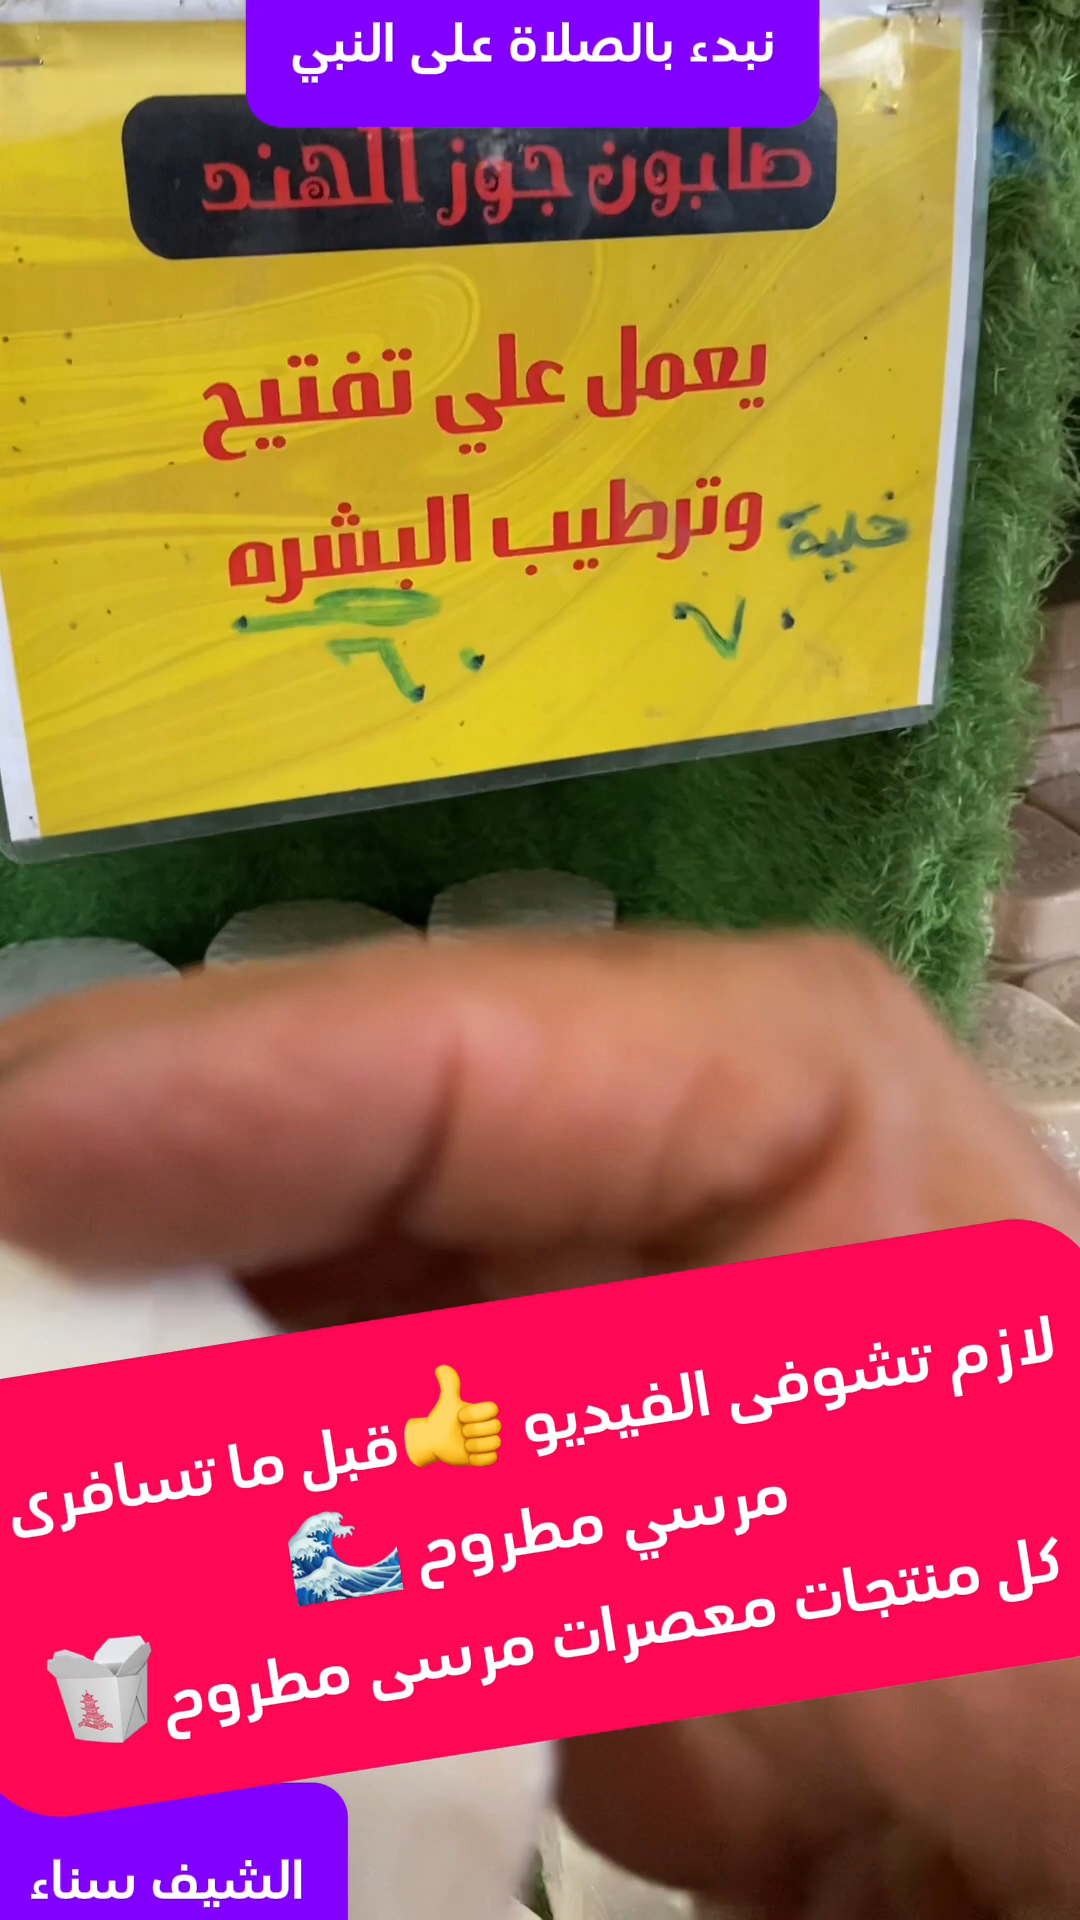 نبدء بالصلاة على النبي
صابون جوز الهند
يعمل علي تفتيح
وترطيب البشره
٧٠
٦٠
لازم تشوفى الفيديو 👍قبل ما تسافرى
مرسي مطروح 🌊
كل منتجات معصرات مرسى مطروح 🥡
الشيف سناء